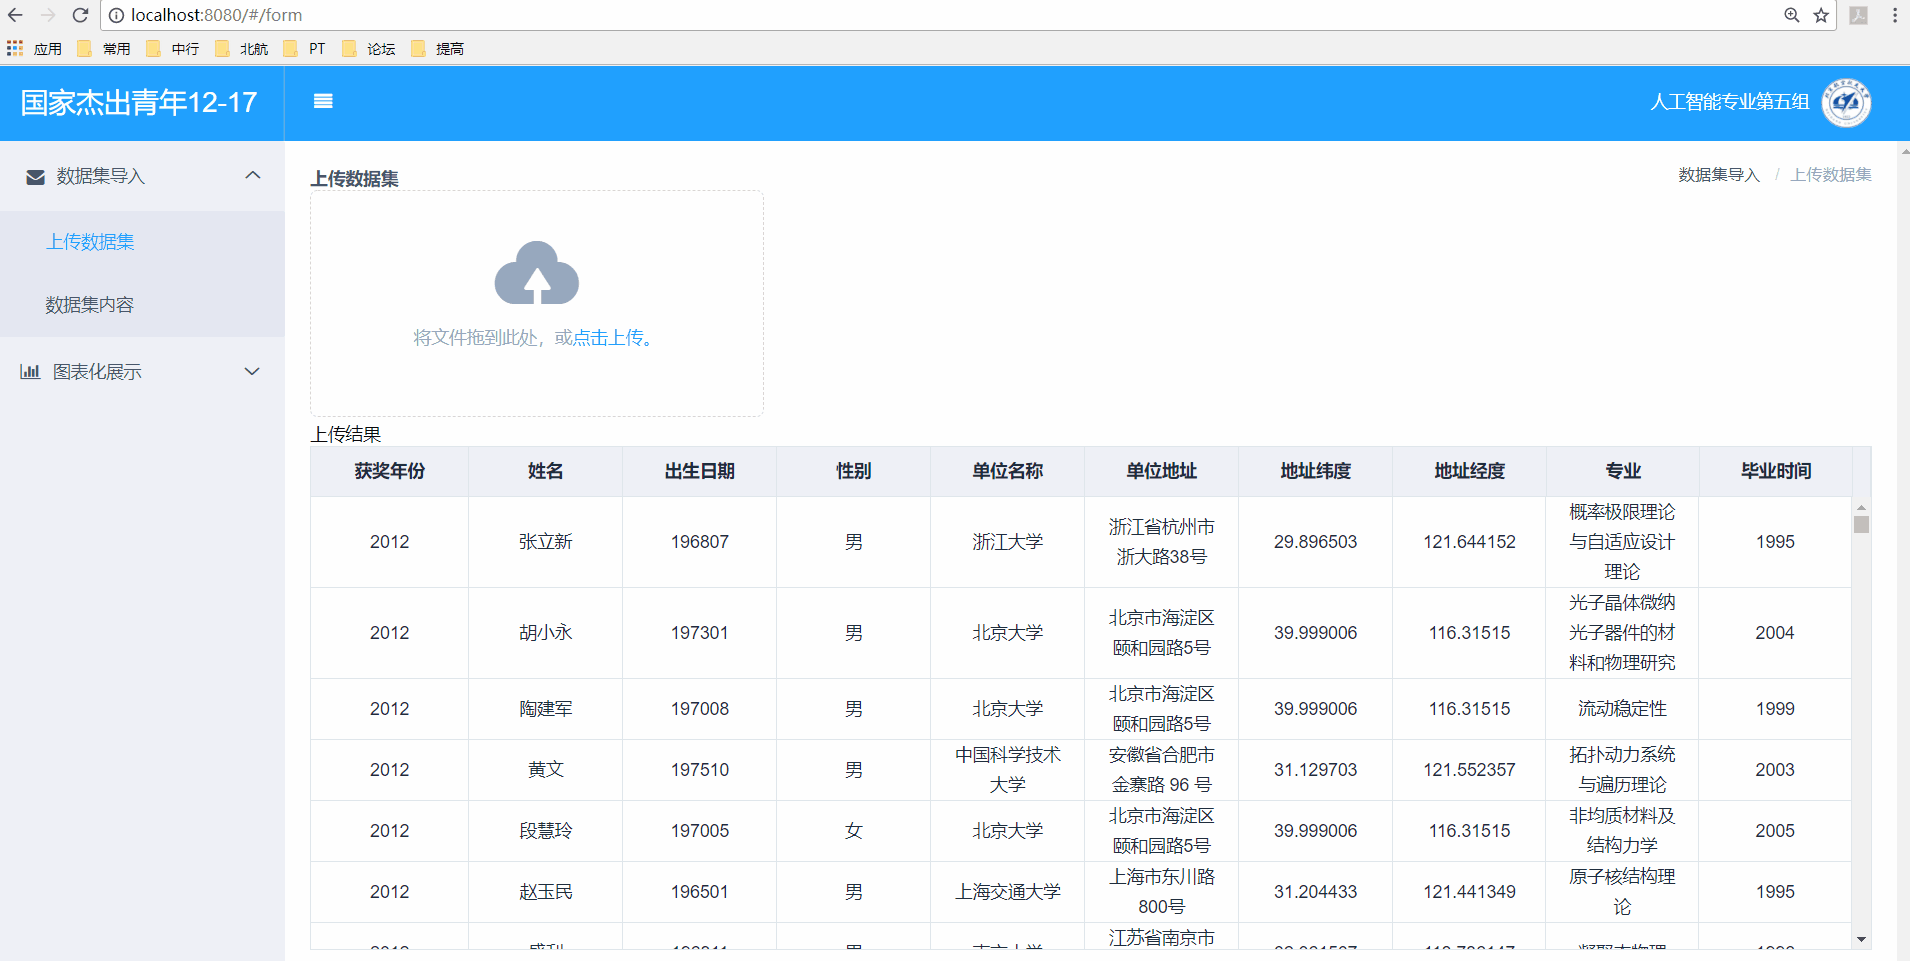 localhost:8080/#/form
应用 常用 中行 北航 PT 论坛 提高
国家杰出青年12-17
人工智能专业第五组
数据集导入
上传数据集
数据集内容
图表化展示
上传数据集
数据集导入 / 上传数据集
将文件拖到此处，或点击上传。
上传结果
获奖年份 姓名 出生日期 性别 单位名称 单位地址 地址纬度 地址经度 专业 毕业时间
2012 张立新 196807 男 浙江大学 浙江省杭州市浙大路38号 29.896503 121.644152 概率极限理论与自适应设计理论 1995
2012 胡小永 197301 男 北京大学 北京市海淀区颐和园路5号 39.999006 116.31515 光子晶体微纳光子器件的材料和物理研究 2004
2012 陶建军 197008 男 北京大学 北京市海淀区颐和园路5号 39.999006 116.31515 流动稳定性 1999
2012 黄文 197510 男 中国科学技术大学 安徽省合肥市金寨路 96 号 31.129703 121.552357 拓扑动力系统与遍历理论 2003
2012 段慧玲 197005 女 北京大学 北京市海淀区颐和园路5号 39.999006 116.31515 非均质材料及结构力学 2005
2012 赵玉民 196501 男 上海交通大学 上海市东川路800号 31.204433 121.441349 原子核结构理论 1995
江苏省南京市